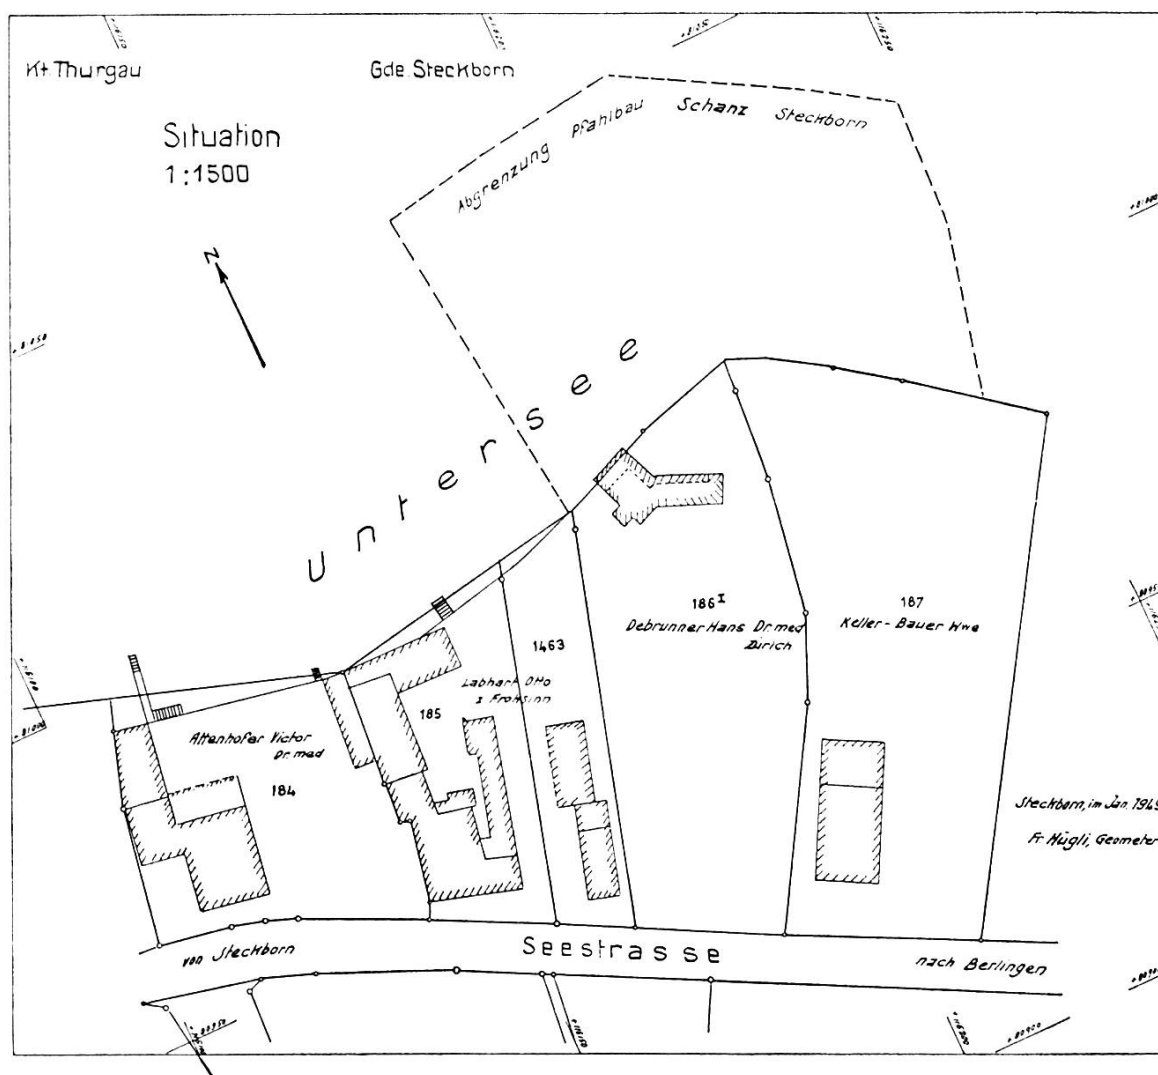 Kt. Thurgau
Gde. Steckborn
Situation
1:1500
N
Abgrenzung Pfahlbau Schanz Steckborn
Untersee
186 I
Debrunner Hans Dr. med
Zürich
187
Keller-Bauer Wwe
1463
Labhart Otto
z Frohsinn
185
Altenhofer Victor
Dr. med
184
Steckborn, im Jan. 1949
Fr. Hügli, Geometer
von Steckborn
Seestrasse
nach Berlingen